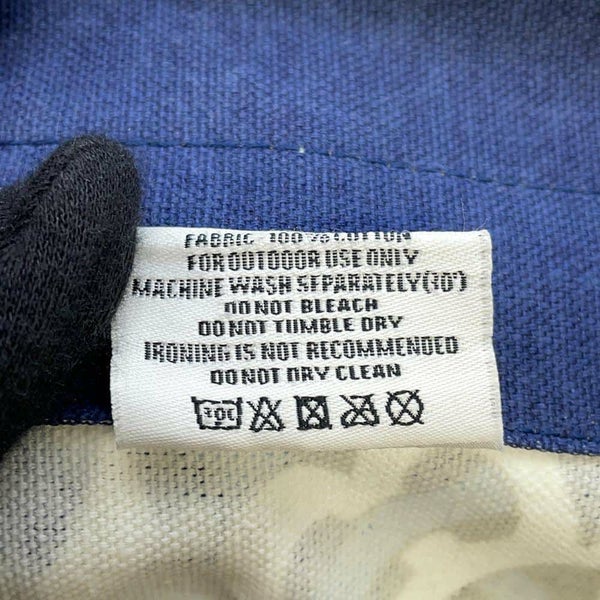 FABRIC 100 % COTTON
FOR OUTDOOR USE ONLY
MACHINE WASH SEPARATELY(30°)
DO NOT BLEACH
DO NOT TUMBLE DRY
IRONING IS NOT RECOMMENDED
DO NOT DRY CLEAN